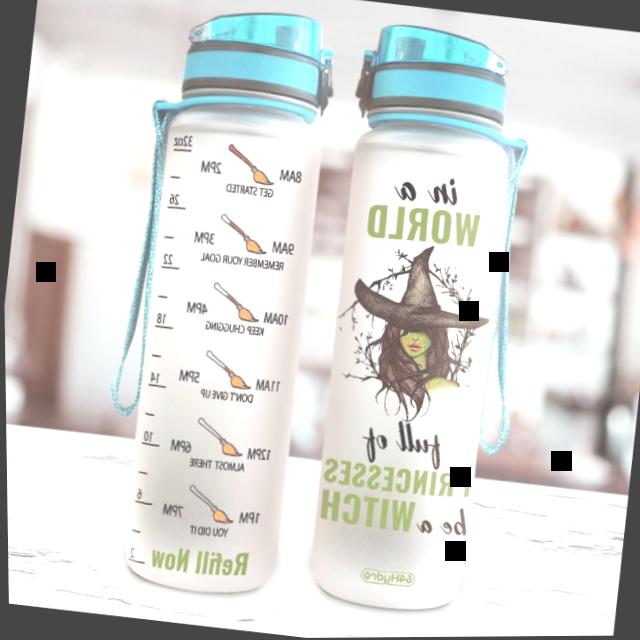 32oz
8AM 2PM
GET STARTED
26
9AM 3PM
REMEMBER YOUR GOAL
22
10AM 4PM
KEEP CHUGGING
18
11AM 5PM
DON'T GIVE UP
14
12PM 6PM
ALMOST THERE
10
1PM 7PM
YOU DID IT
6
2
Refill Now
in a
WORLD
full of
PRINCESSES
be a WITCH
64Hydro